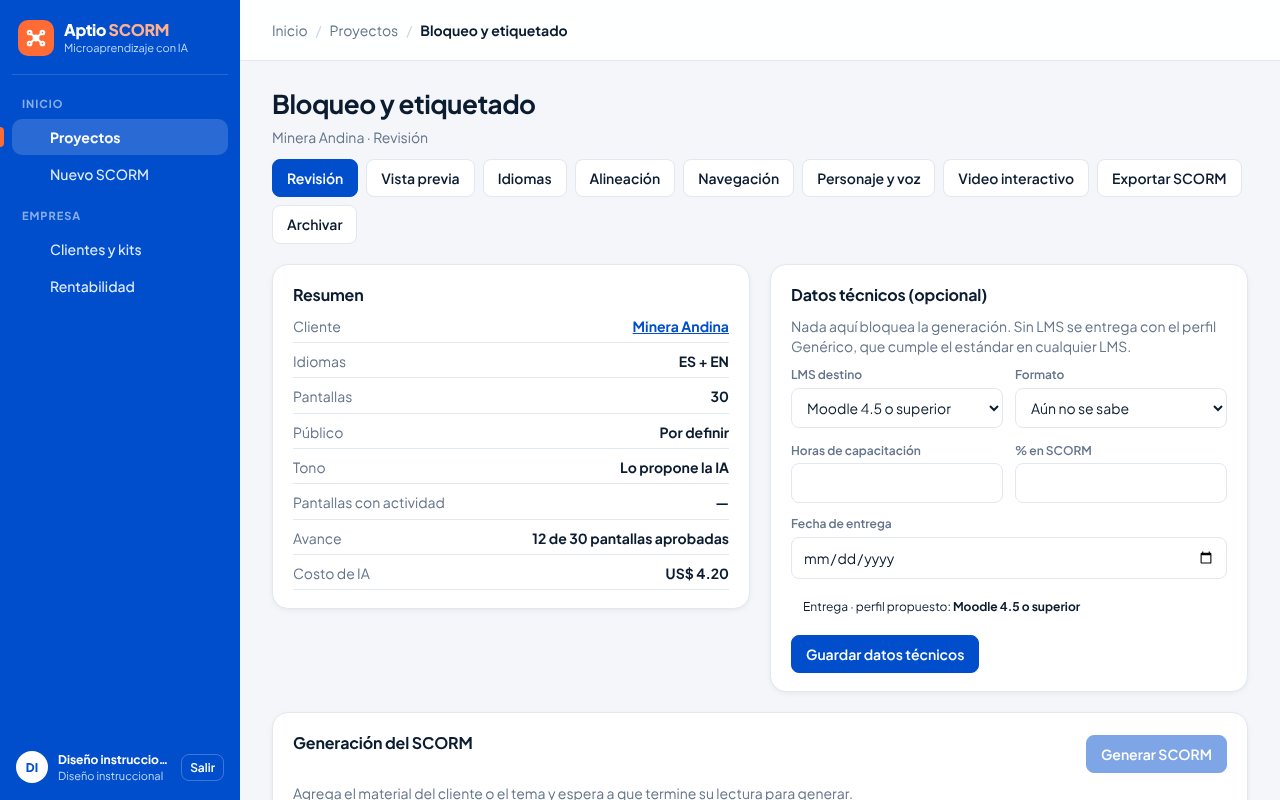 Aptio SCORM
Microaprendizaje con IA
INICIO
Proyectos
Nuevo SCORM
EMPRESA
Clientes y kits
Rentabilidad
DI
Diseño instruccio…
Diseño instruccional
Salir
Inicio / Proyectos / Bloqueo y etiquetado
Bloqueo y etiquetado
Minera Andina · Revisión
Revisión
Vista previa
Idiomas
Alineación
Navegación
Personaje y voz
Video interactivo
Exportar SCORM
Archivar
Resumen
Cliente Minera Andina
Idiomas ES + EN
Pantallas 30
Público Por definir
Tono Lo propone la IA
Pantallas con actividad —
Avance 12 de 30 pantallas aprobadas
Costo de IA US$ 4.20
Datos técnicos (opcional)
Nada aquí bloquea la generación. Sin LMS se entrega con el perfil
Genérico, que cumple el estándar en cualquier LMS.
LMS destino
Moodle 4.5 o superior
Formato
Aún no se sabe
Horas de capacitación
% en SCORM
Fecha de entrega
mm/dd/yyyy
Entrega · perfil propuesto: Moodle 4.5 o superior
Guardar datos técnicos
Generación del SCORM
Generar SCORM
Agrega el material del cliente o el tema y espera a que termine su lectura para generar.